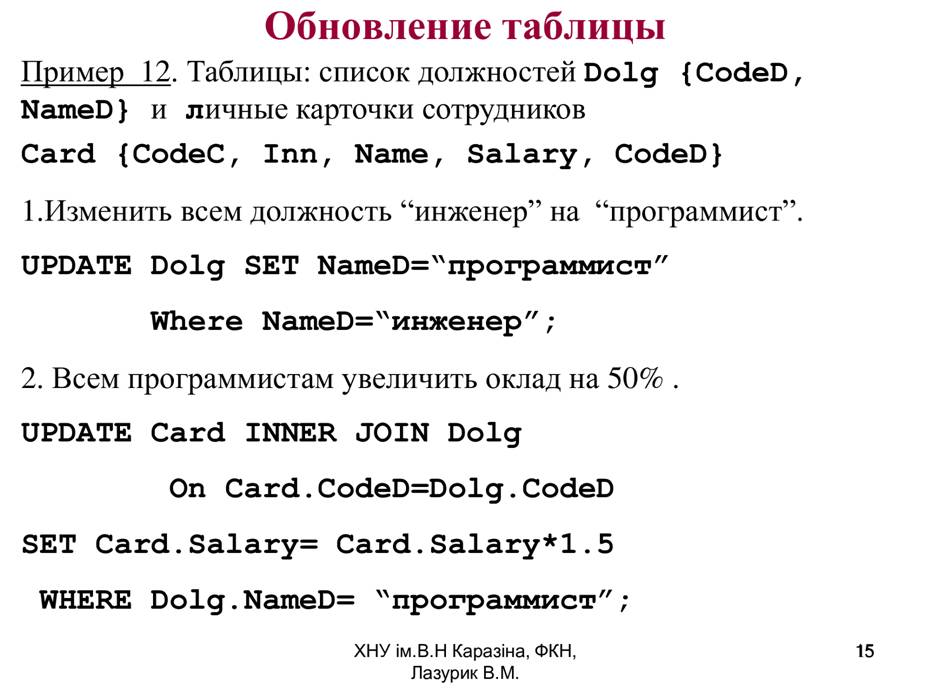 Обновление таблицы
Пример 12. Таблицы: список должностей Dolg {CodeD,
NameD} и личные карточки сотрудников
Card {CodeC, Inn, Name, Salary, CodeD}
1.Изменить всем должность “инженер” на “программист”.
UPDATE Dolg SET NameD=“программист”
Where NameD=“инженер”;
2. Всем программистам увеличить оклад на 50% .
UPDATE Card INNER JOIN Dolg
On Card.CodeD=Dolg.CodeD
SET Card.Salary= Card.Salary*1.5
WHERE Dolg.NameD= “программист”;
ХНУ ім.В.Н Каразіна, ФКН,
Лазурик В.М.
15